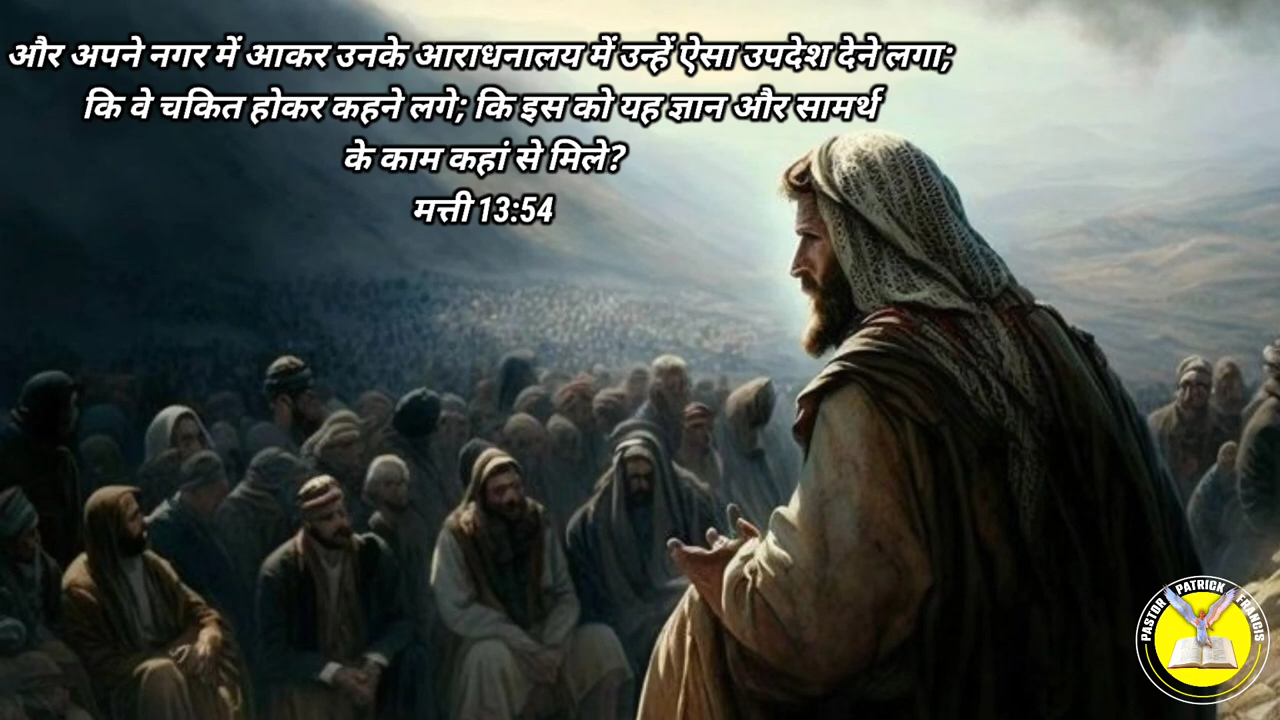 और अपने नगर में आकर उनके आराधनालय में उन्हें ऐसा उपदेश देने लगा;
कि वे चकित होकर कहने लगे; कि इस को यह ज्ञान और सामर्थ
के काम कहां से मिले?
मत्ती 13:54
PASTOR PATRICK FRANCIS